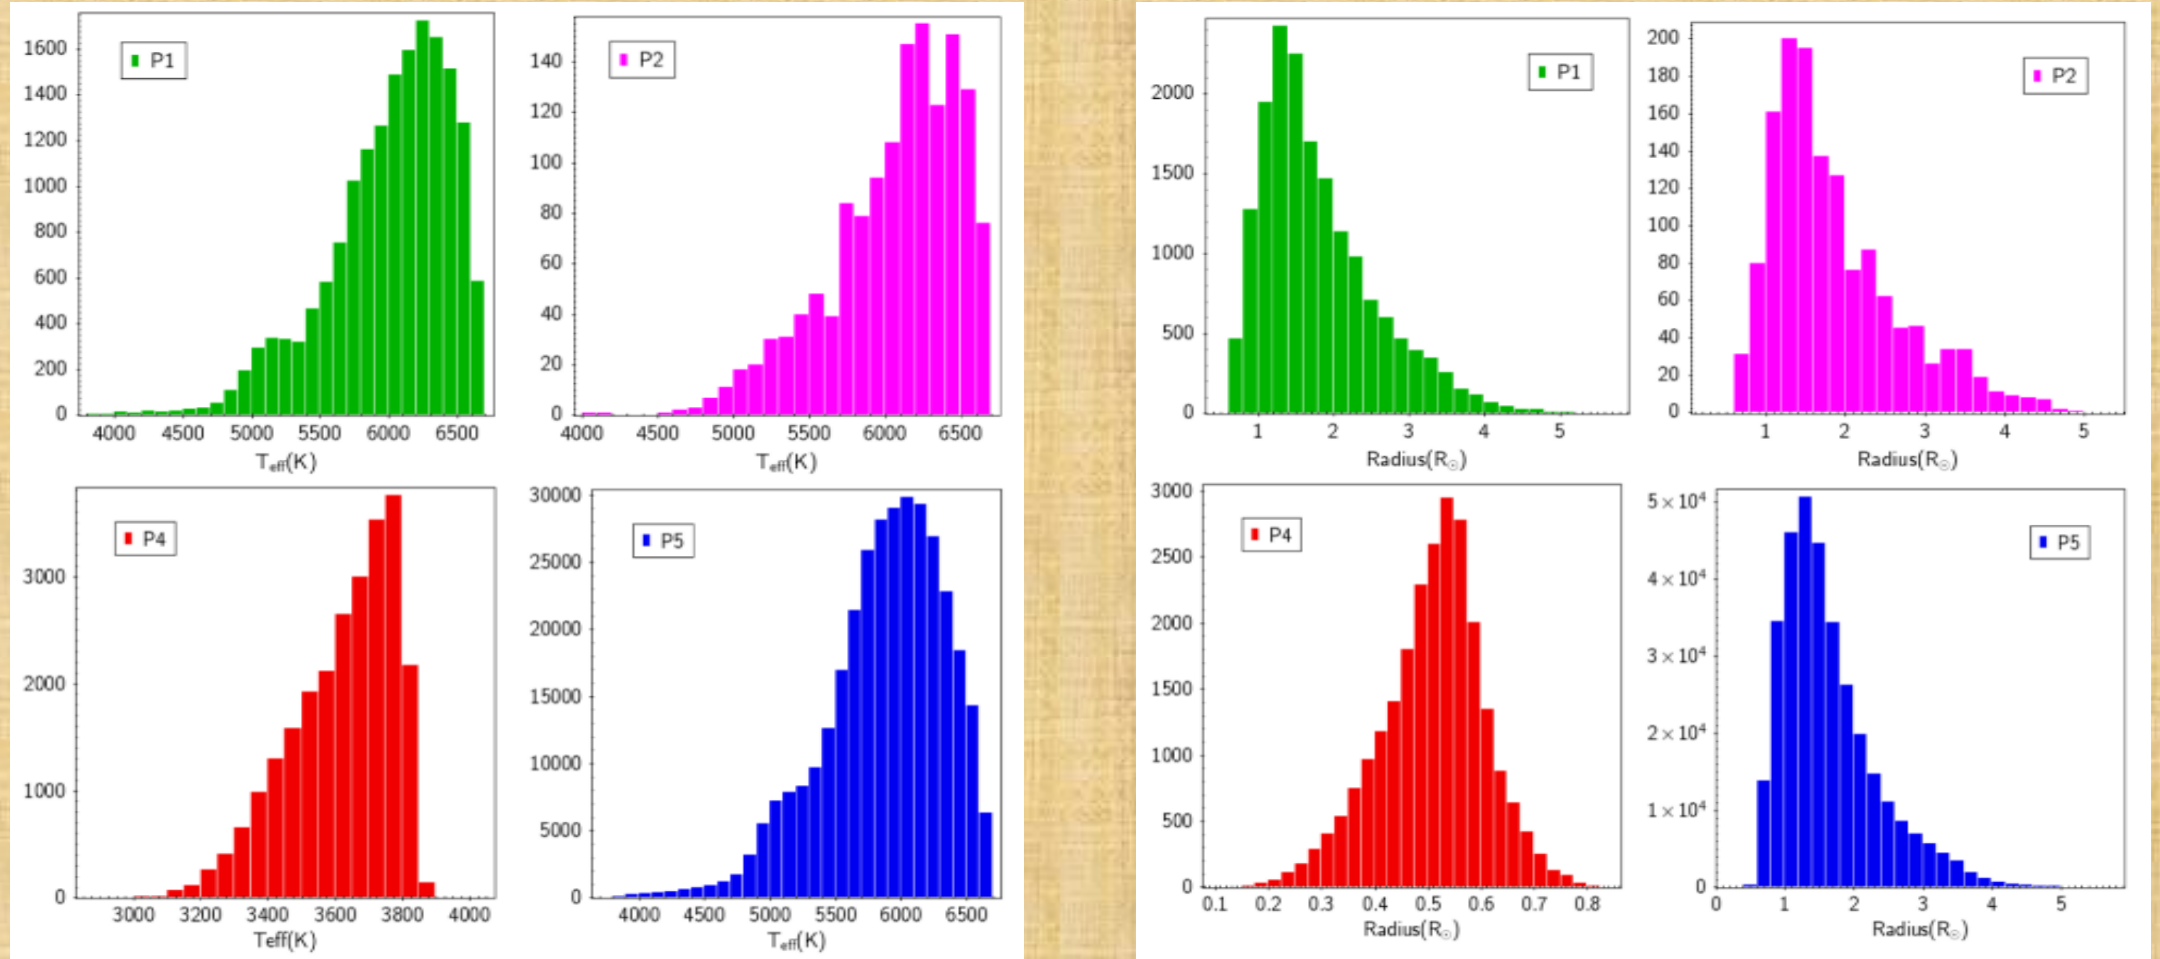 P1
1600
1400
1200
1000
800
600
400
200
0
4000 4500 5000 5500 6000 6500
T_eff(K)
P2
140
120
100
80
60
40
20
0
4000 4500 5000 5500 6000 6500
T_eff(K)
P1
2000
1500
1000
500
0
1 2 3 4 5
Radius(R☉)
P2
200
180
160
140
120
100
80
60
40
20
0
1 2 3 4 5
Radius(R☉)
P4
3000
2000
1000
0
3000 3200 3400 3600 3800 4000
Teff(K)
P5
30000
25000
20000
15000
10000
5000
0
4000 4500 5000 5500 6000 6500
T_eff(K)
P4
3000
2500
2000
1500
1000
500
0
0.1 0.2 0.3 0.4 0.5 0.6 0.7 0.8
Radius(R☉)
P5
5×10⁴
4×10⁴
3×10⁴
2×10⁴
1×10⁴
0
0 1 2 3 4 5
Radius(R☉)